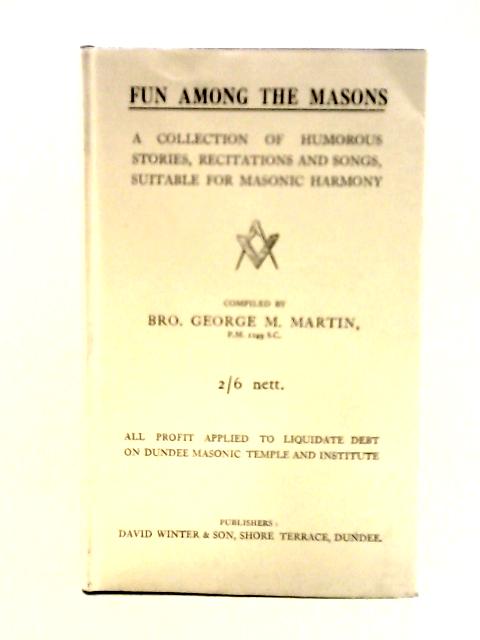 FUN AMONG THE MASONS
A COLLECTION OF HUMOROUS
STORIES, RECITATIONS AND SONGS,
SUITABLE FOR MASONIC HARMONY
COMPILED BY
BRO. GEORGE M. MARTIN,
P.M. 1149 S.C.
2/6 nett.
ALL PROFIT APPLIED TO LIQUIDATE DEBT
ON DUNDEE MASONIC TEMPLE AND INSTITUTE
PUBLISHERS:
DAVID WINTER & SON, SHORE TERRACE, DUNDEE.